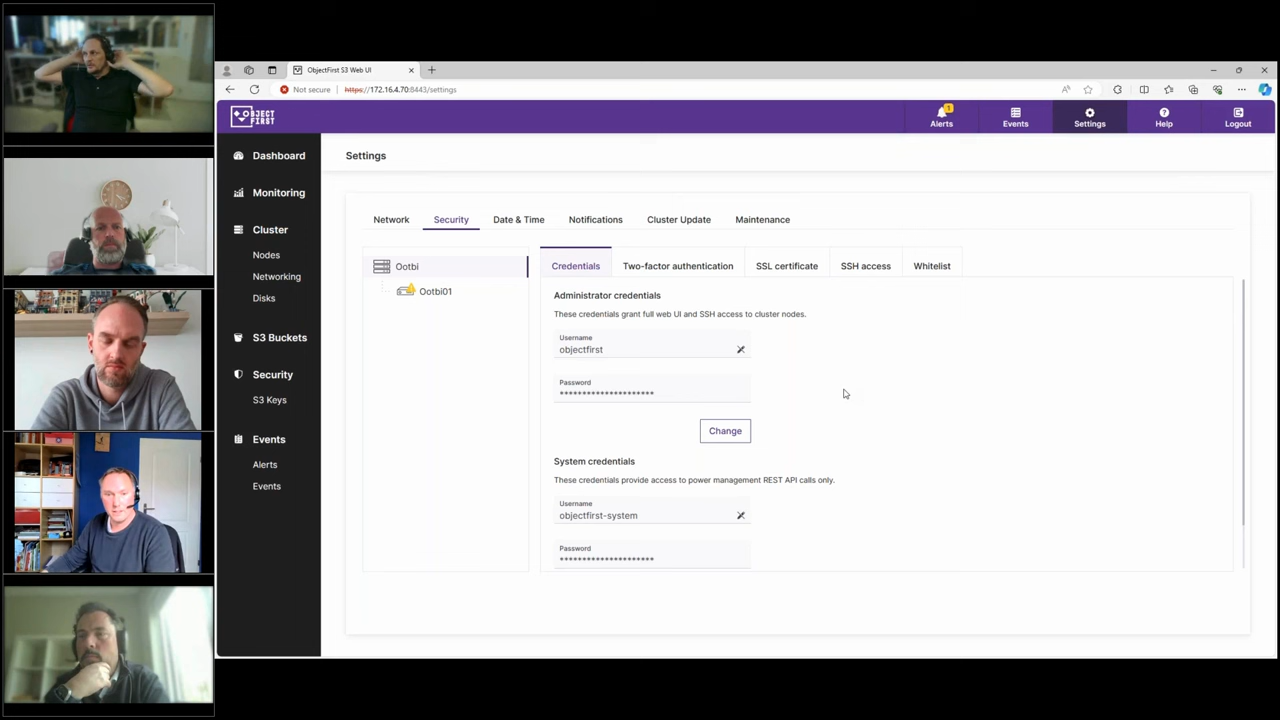 ObjectFirst S3 Web UI
Not secure https://172.16.4.70:8443/settings
OBJECT FIRST
Alerts 1
Events
Settings
Help
Logout
Dashboard
Monitoring
Cluster
Nodes
Networking
Disks
S3 Buckets
Security
S3 Keys
Events
Alerts
Events
Settings
Network Security Date & Time Notifications Cluster Update Maintenance
Ootbi
Ootbi01
Credentials Two-factor authentication SSL certificate SSH access Whitelist
Administrator credentials
These credentials grant full web UI and SSH access to cluster nodes.
Username
objectfirst
Password
*********************
Change
System credentials
These credentials provide access to power management REST API calls only.
Username
objectfirst-system
Password
*********************